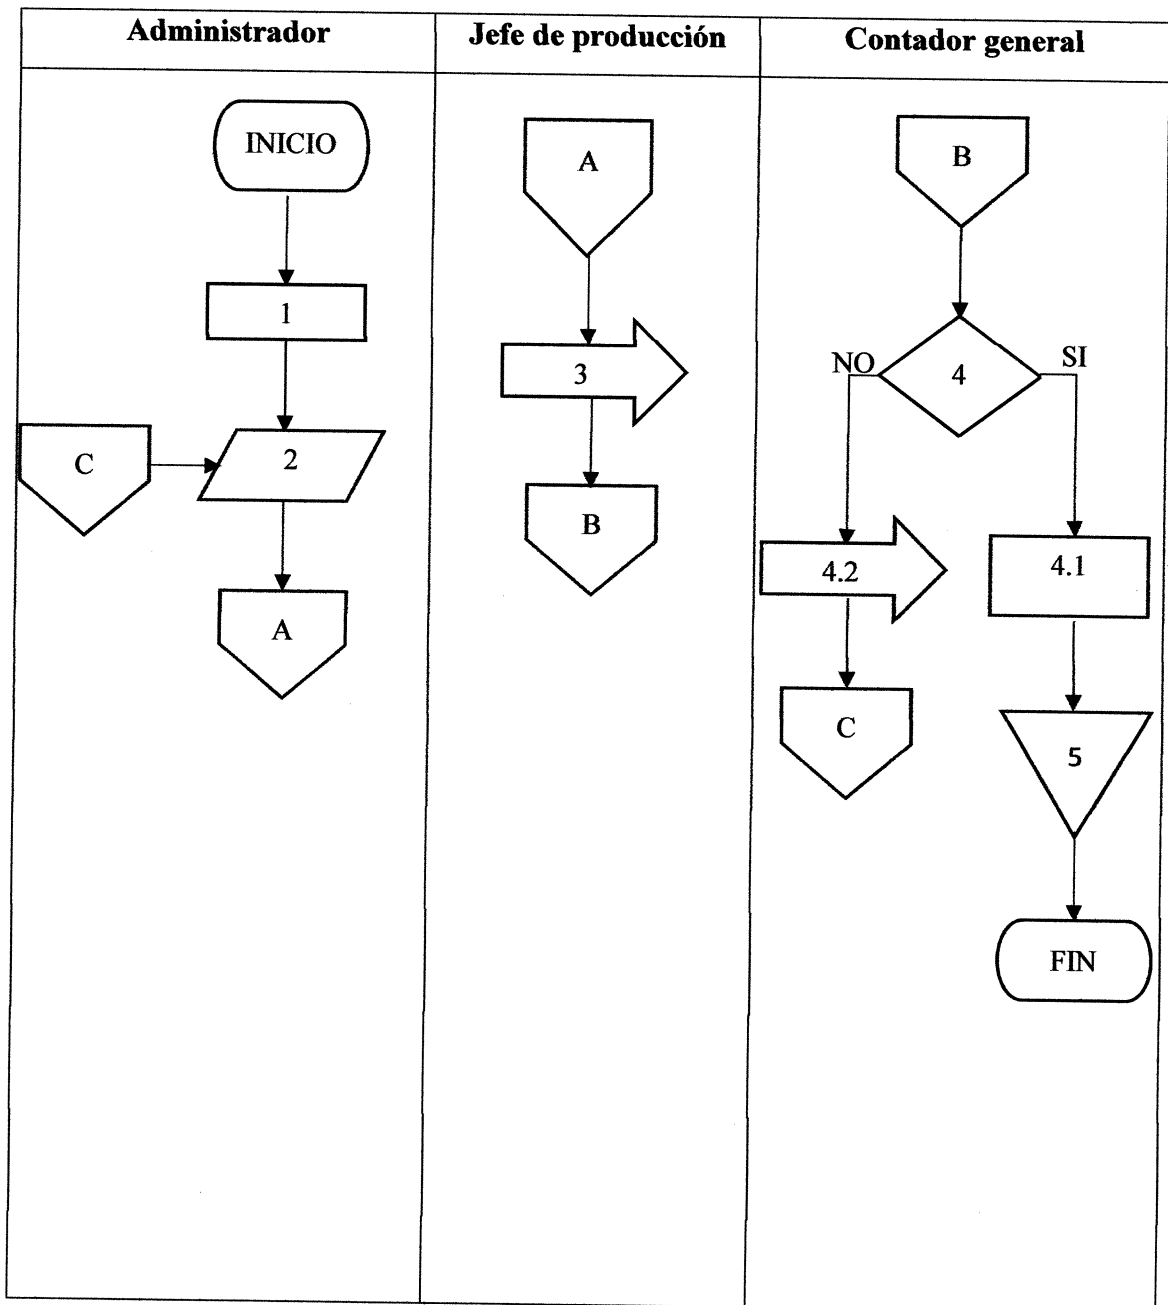 Administrador
Jefe de producción
Contador general
INICIO
1
C
2
A
A
3
B
B
NO
4
SI
4.2
4.1
C
5
FIN